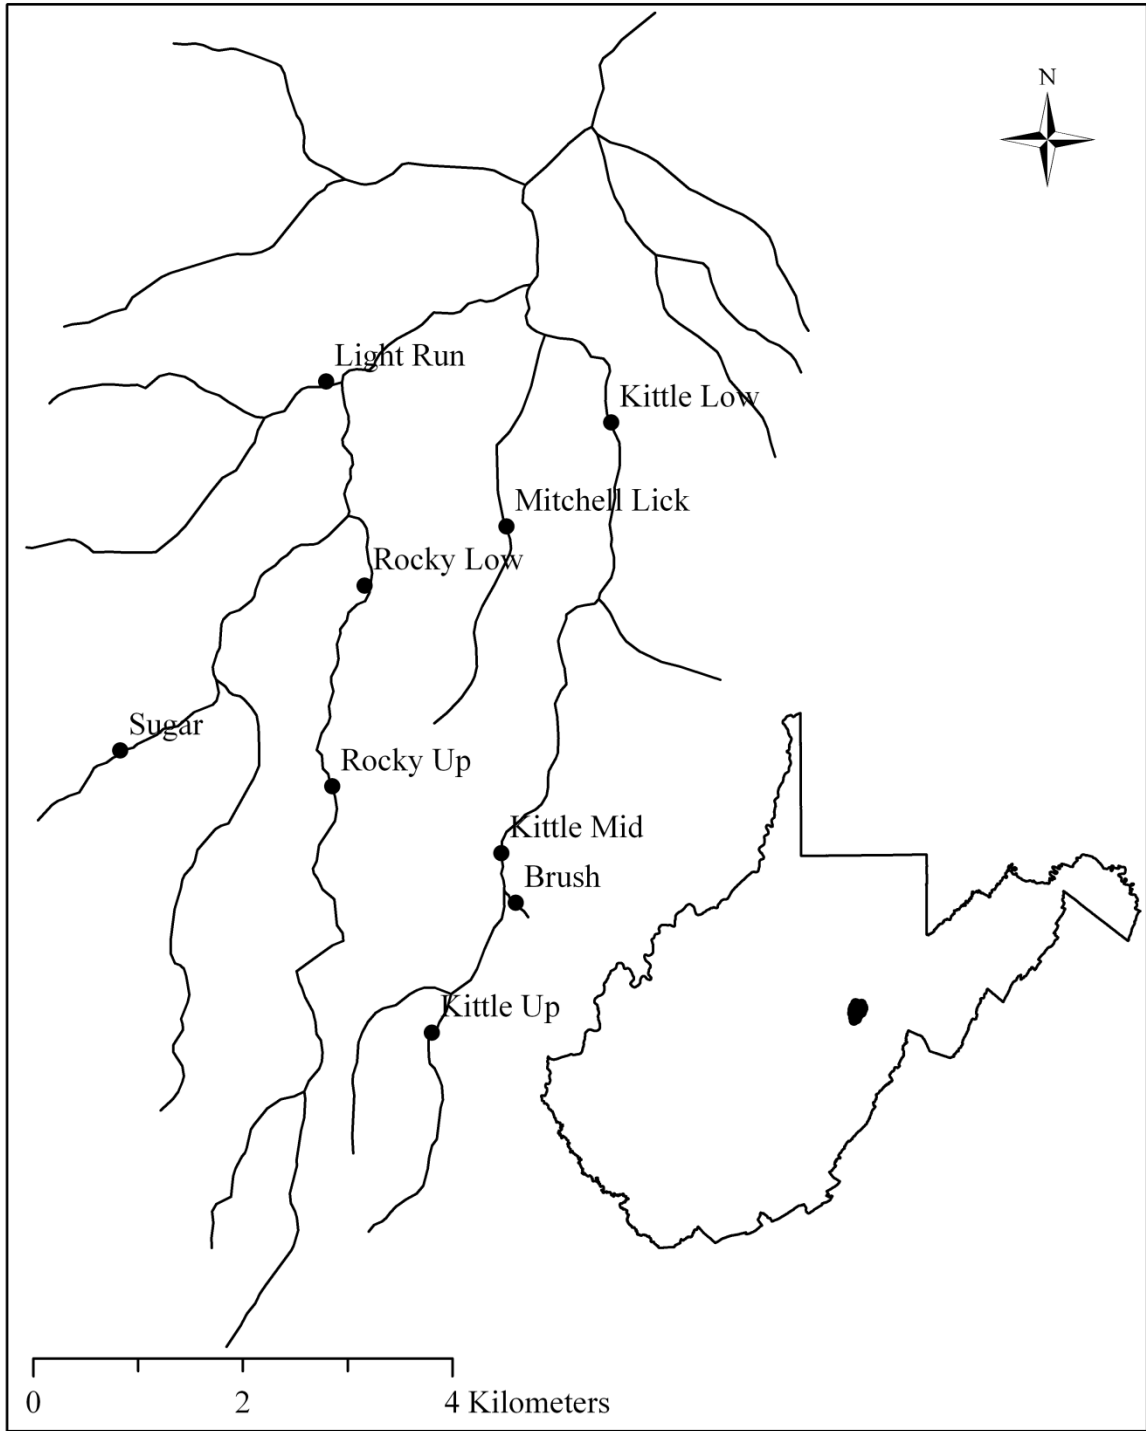 N
Light Run
Kittle Low
Mitchell Lick
Rocky Low
Sugar
Rocky Up
Kittle Mid
Brush
Kittle Up
0 2 4 Kilometers